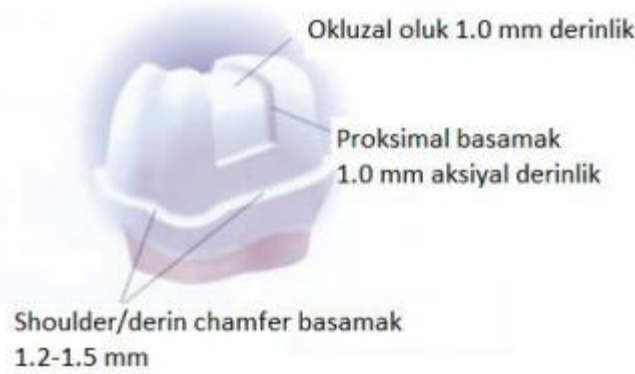 Okluzal oluk 1.0 mm derinlik
Proksimal basamak
1.0 mm aksiyal derinlik
Shoulder/derin chamfer basamak
1.2-1.5 mm